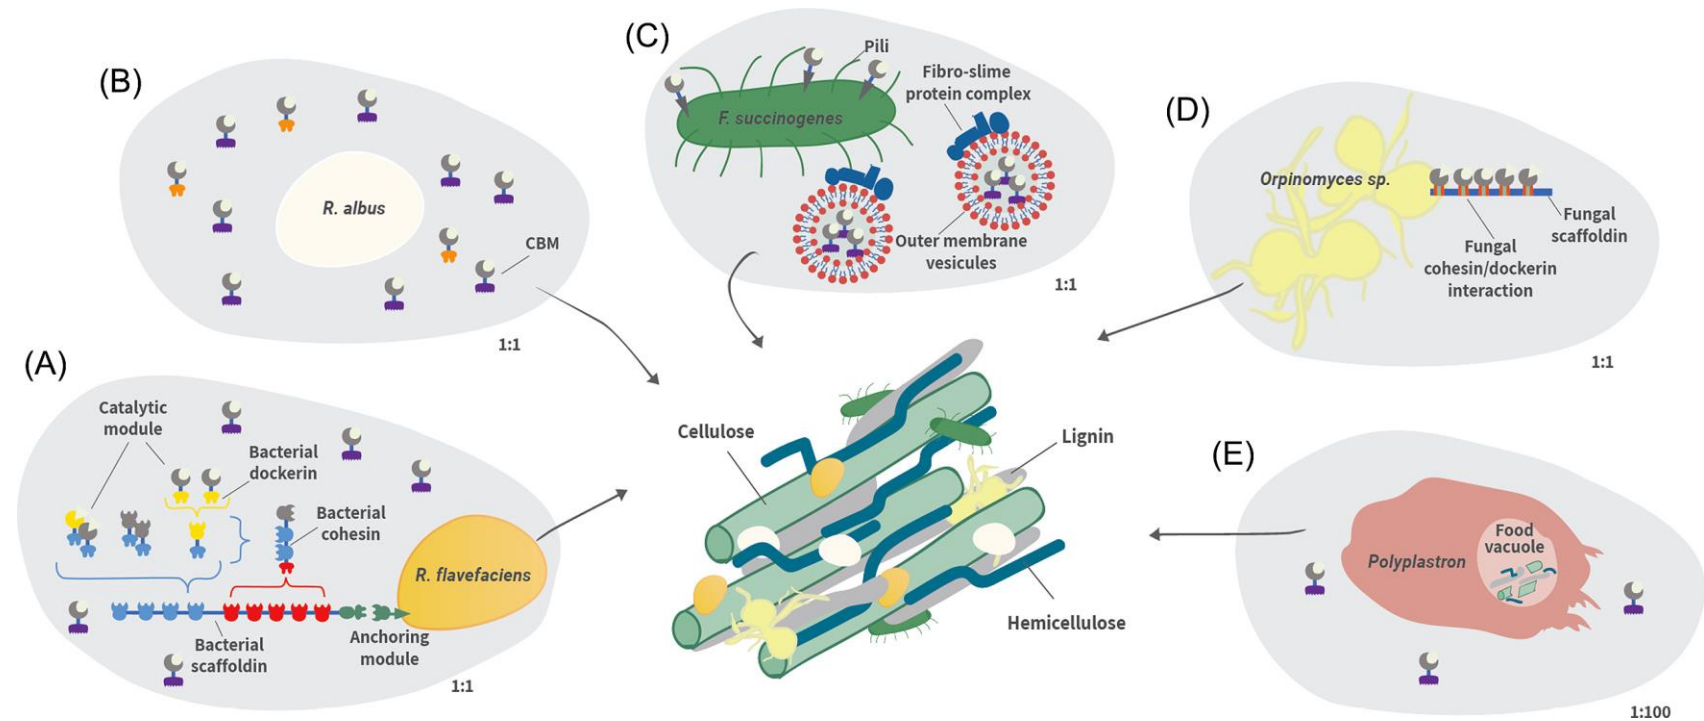 (A)
Catalytic
module
Bacterial
dockerin
Bacterial
cohesin
R. flavefaciens
Bacterial
scaffoldin
Anchoring
module
1:1
(B)
R. albus
CBM
1:1
(C)
Pili
Fibro-slime
protein complex
F. succinogenes
Outer membrane
vesicules
1:1
(D)
Orpinomyces sp.
Fungal
scaffoldin
Fungal
cohesin/dockerin
interaction
1:1
(E)
Food
vacuole
Polyplastron
1:100
Cellulose
Lignin
Hemicellulose